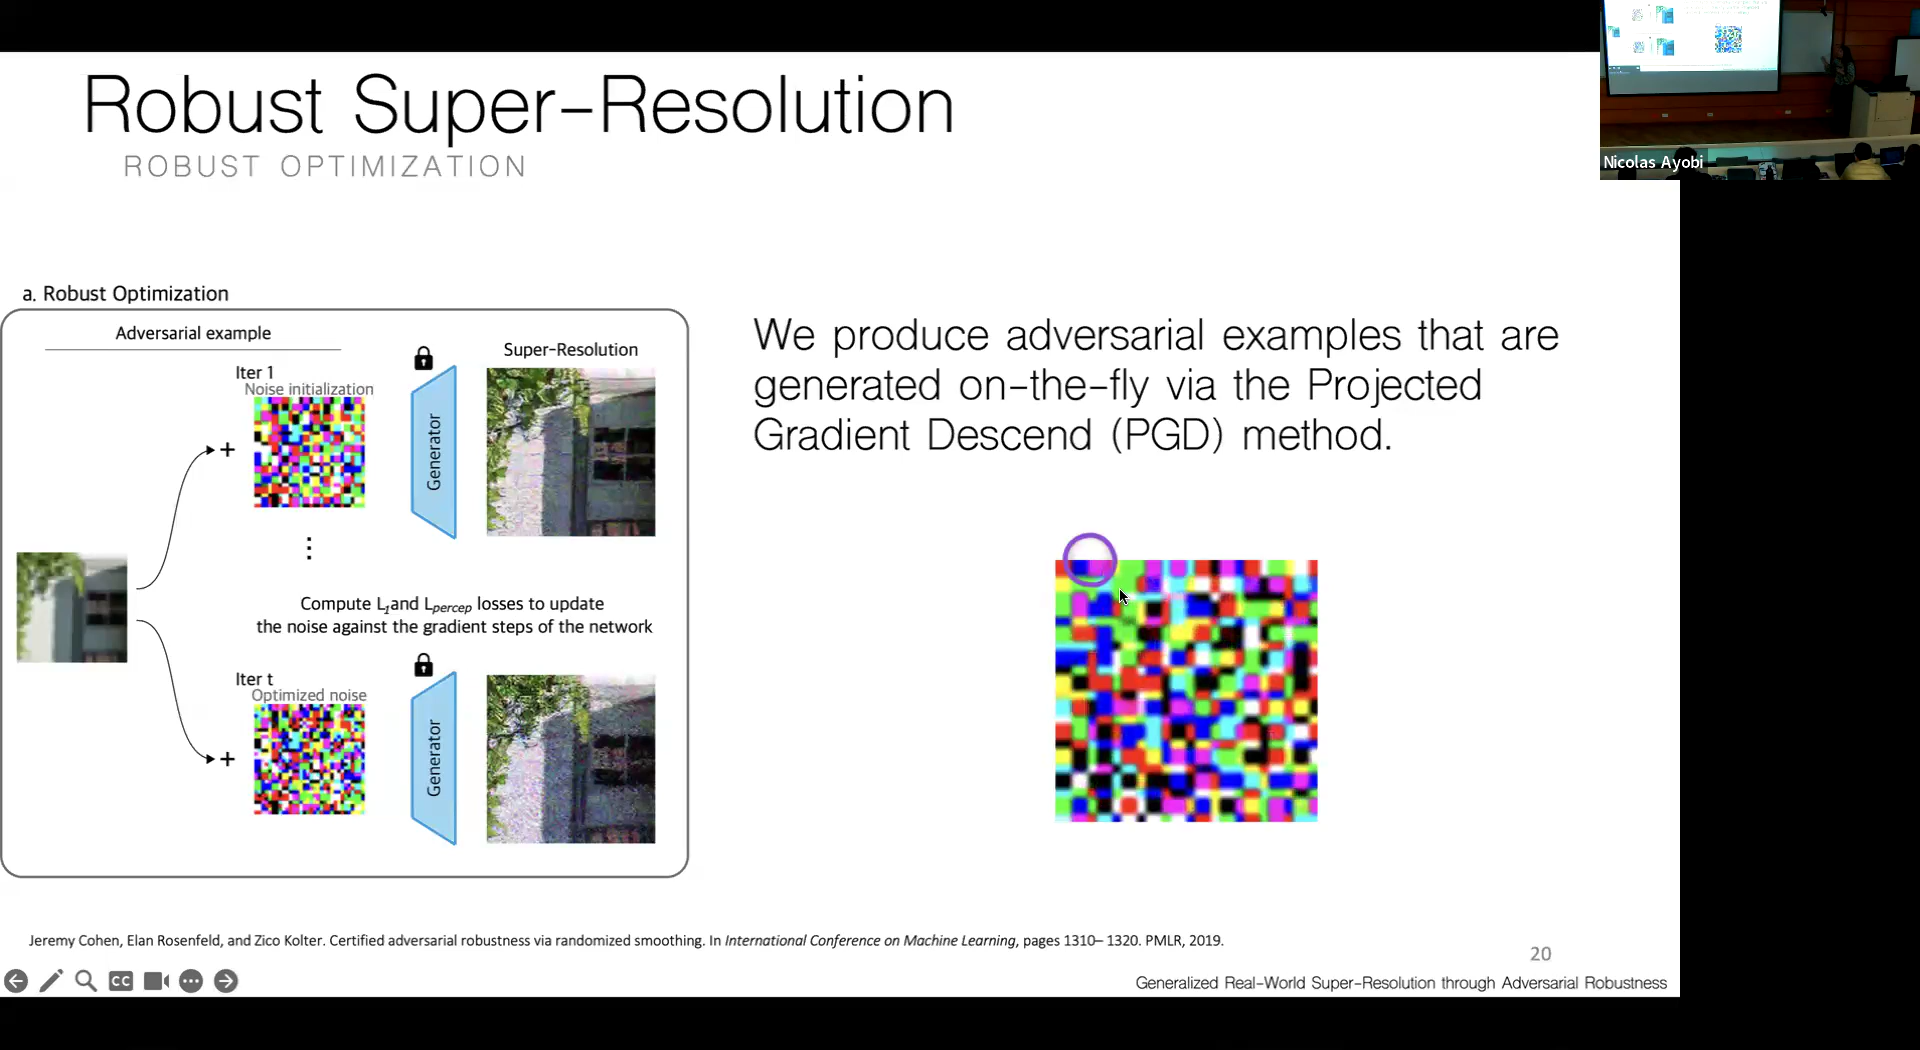 Robust Super-Resolution
ROBUST OPTIMIZATION
Nicolas Ayobi
a. Robust Optimization
Adversarial example
Iter 1
Noise initialization
+
Generator
Super-Resolution
⋮
Compute L1 and Lpercep losses to update
the noise against the gradient steps of the network
Iter t
Optimized noise
+
Generator
We produce adversarial examples that are
generated on-the-fly via the Projected
Gradient Descend (PGD) method.
Jeremy Cohen, Elan Rosenfeld, and Zico Kolter. Certified adversarial robustness via randomized smoothing. In International Conference on Machine Learning, pages 1310– 1320. PMLR, 2019.
20
CC
Generalized Real-World Super-Resolution through Adversarial Robustness